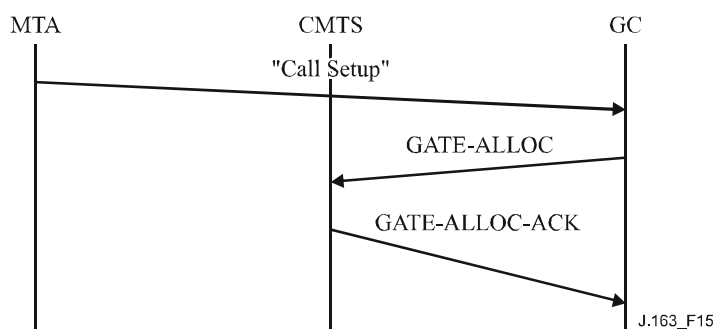 MTA CMTS GC
"Call Setup"
GATE-ALLOC
GATE-ALLOC-ACK
J.163_F15